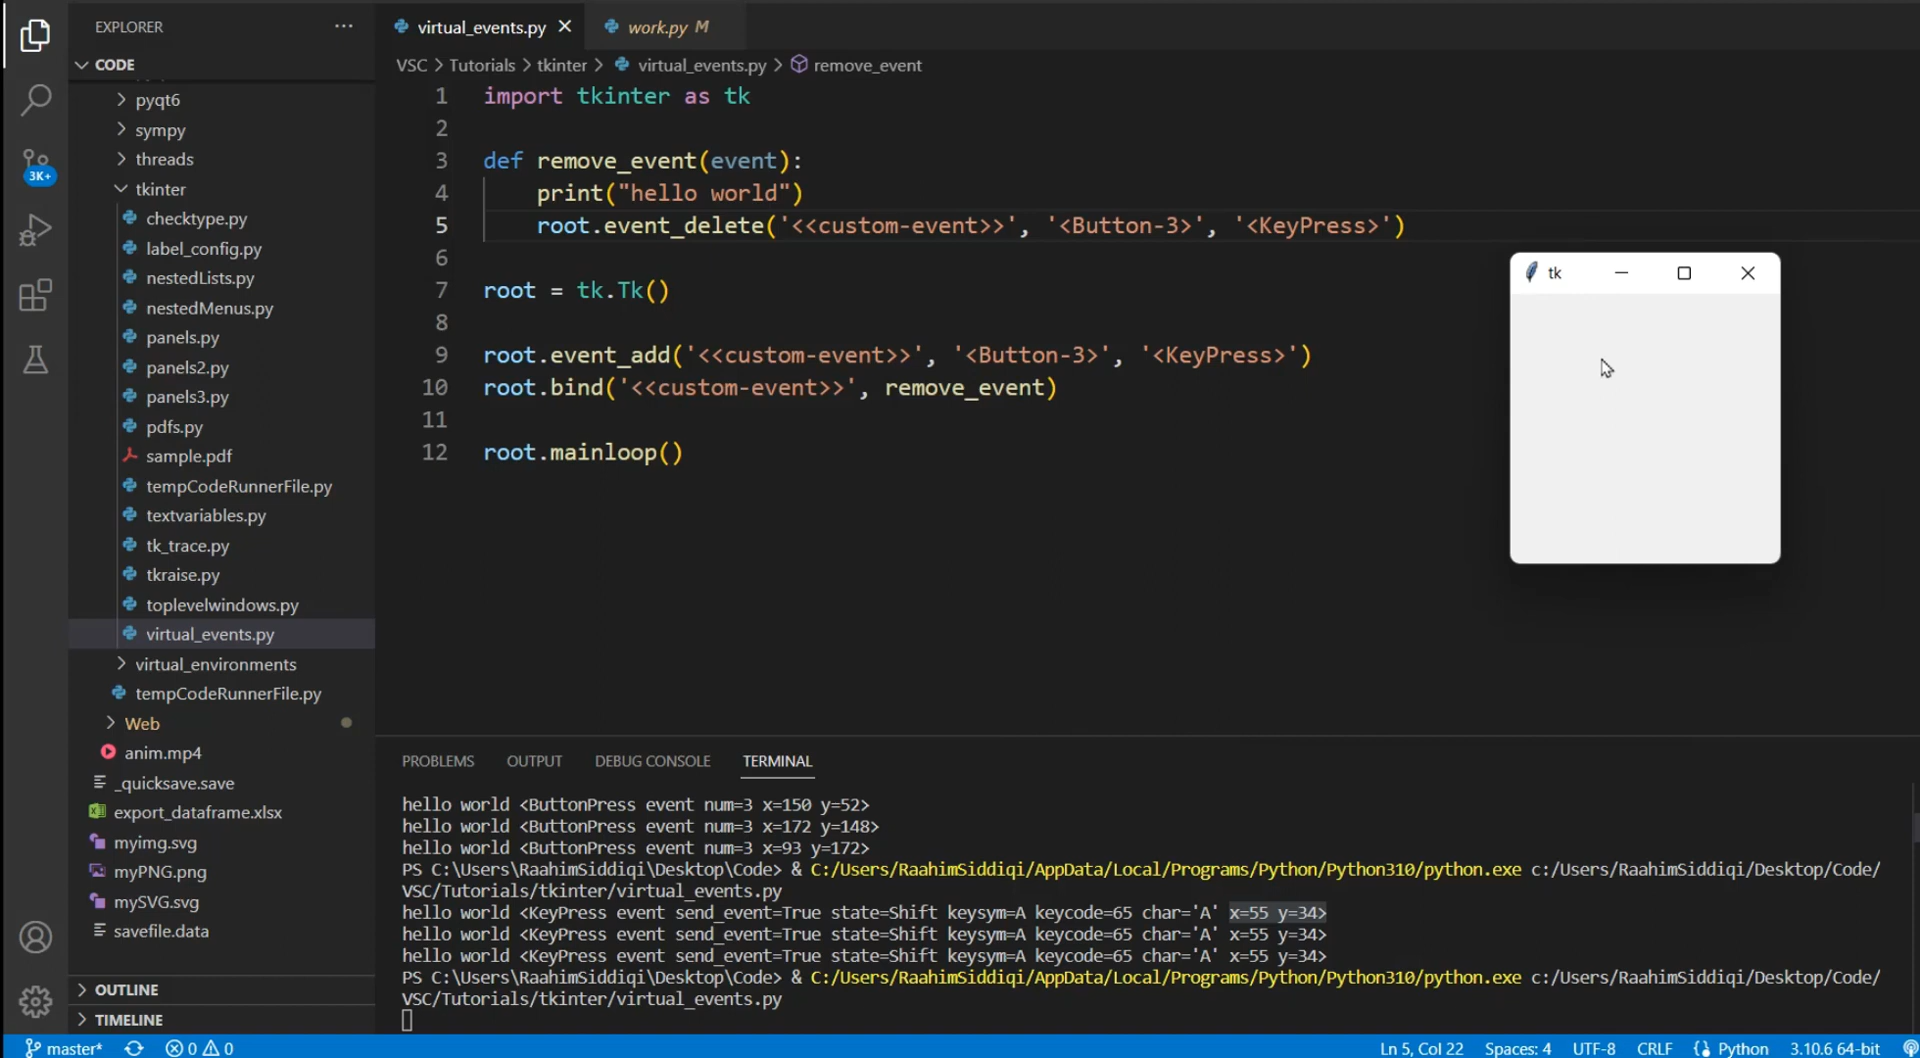 EXPLORER
CODE
pyqt6
sympy
threads
tkinter
checktype.py
label_config.py
nestedLists.py
nestedMenus.py
panels.py
panels2.py
panels3.py
pdfs.py
sample.pdf
tempCodeRunnerFile.py
textvariables.py
tk_trace.py
tkraise.py
toplevelwindows.py
virtual_events.py
virtual_environments
tempCodeRunnerFile.py
Web
anim.mp4
_quicksave.save
export_dataframe.xlsx
myimg.svg
myPNG.png
mySVG.svg
savefile.data
OUTLINE
TIMELINE
3K+
virtual_events.py work.py M
VSC > Tutorials > tkinter > virtual_events.py > remove_event
1 import tkinter as tk
2
3 def remove_event(event):
4 print("hello world")
5 root.event_delete('<<custom-event>>', '<Button-3>', '<KeyPress>')
6
7 root = tk.Tk()
8
9 root.event_add('<<custom-event>>', '<Button-3>', '<KeyPress>')
10 root.bind('<<custom-event>>', remove_event)
11
12 root.mainloop()
tk
PROBLEMS OUTPUT DEBUG CONSOLE TERMINAL
hello world <ButtonPress event num=3 x=150 y=52>
hello world <ButtonPress event num=3 x=172 y=148>
hello world <ButtonPress event num=3 x=93 y=172>
PS C:\Users\RaahimSiddiqi\Desktop\Code> & C:/Users/RaahimSiddiqi/AppData/Local/Programs/Python/Python310/python.exe c:/Users/RaahimSiddiqi/Desktop/Code/
VSC/Tutorials/tkinter/virtual_events.py
hello world <KeyPress event send_event=True state=Shift keysym=A keycode=65 char='A' x=55 y=34>
hello world <KeyPress event send_event=True state=Shift keysym=A keycode=65 char='A' x=55 y=34>
hello world <KeyPress event send_event=True state=Shift keysym=A keycode=65 char='A' x=55 y=34>
PS C:\Users\RaahimSiddiqi\Desktop\Code> & C:/Users/RaahimSiddiqi/AppData/Local/Programs/Python/Python310/python.exe c:/Users/RaahimSiddiqi/Desktop/Code/
VSC/Tutorials/tkinter/virtual_events.py
master* 0 0 Ln 5, Col 22 Spaces: 4 UTF-8 CRLF Python 3.10.6 64-bit